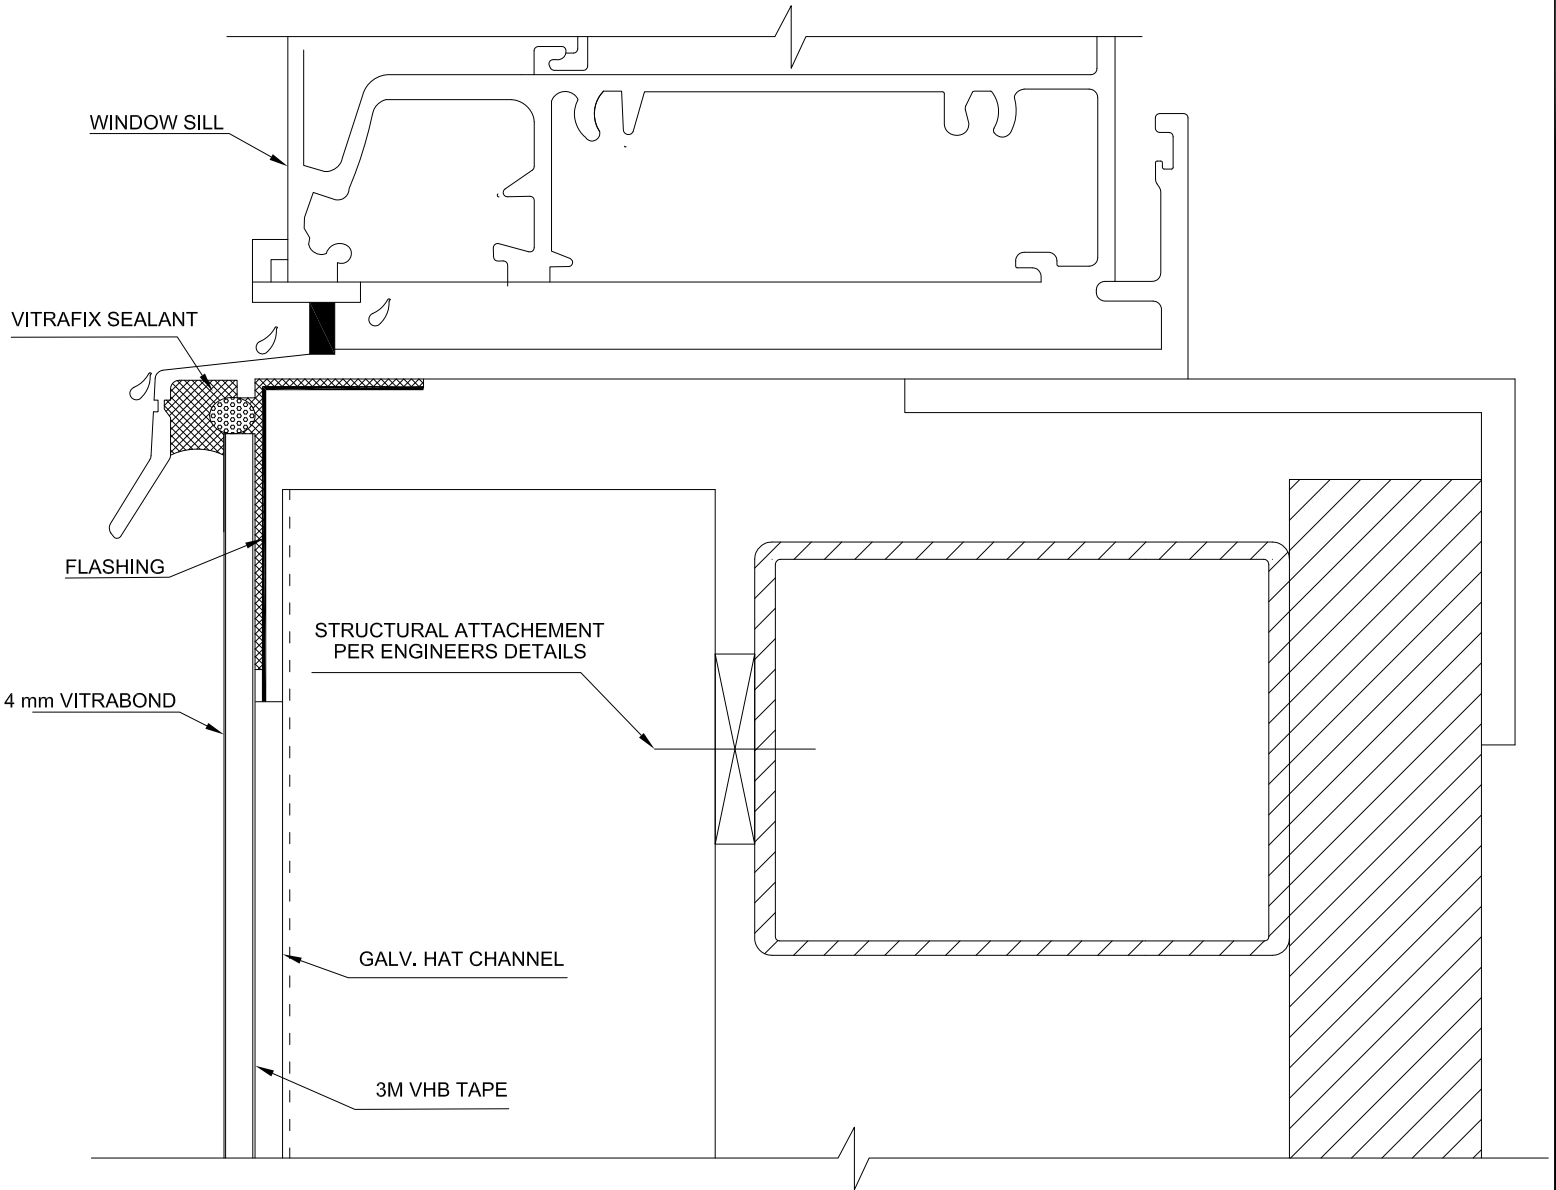 WINDOW SILL
VITRAFIX SEALANT
FLASHING
STRUCTURAL ATTACHEMENT
PER ENGINEERS DETAILS
4 mm VITRABOND
GALV. HAT CHANNEL
3M VHB TAPE